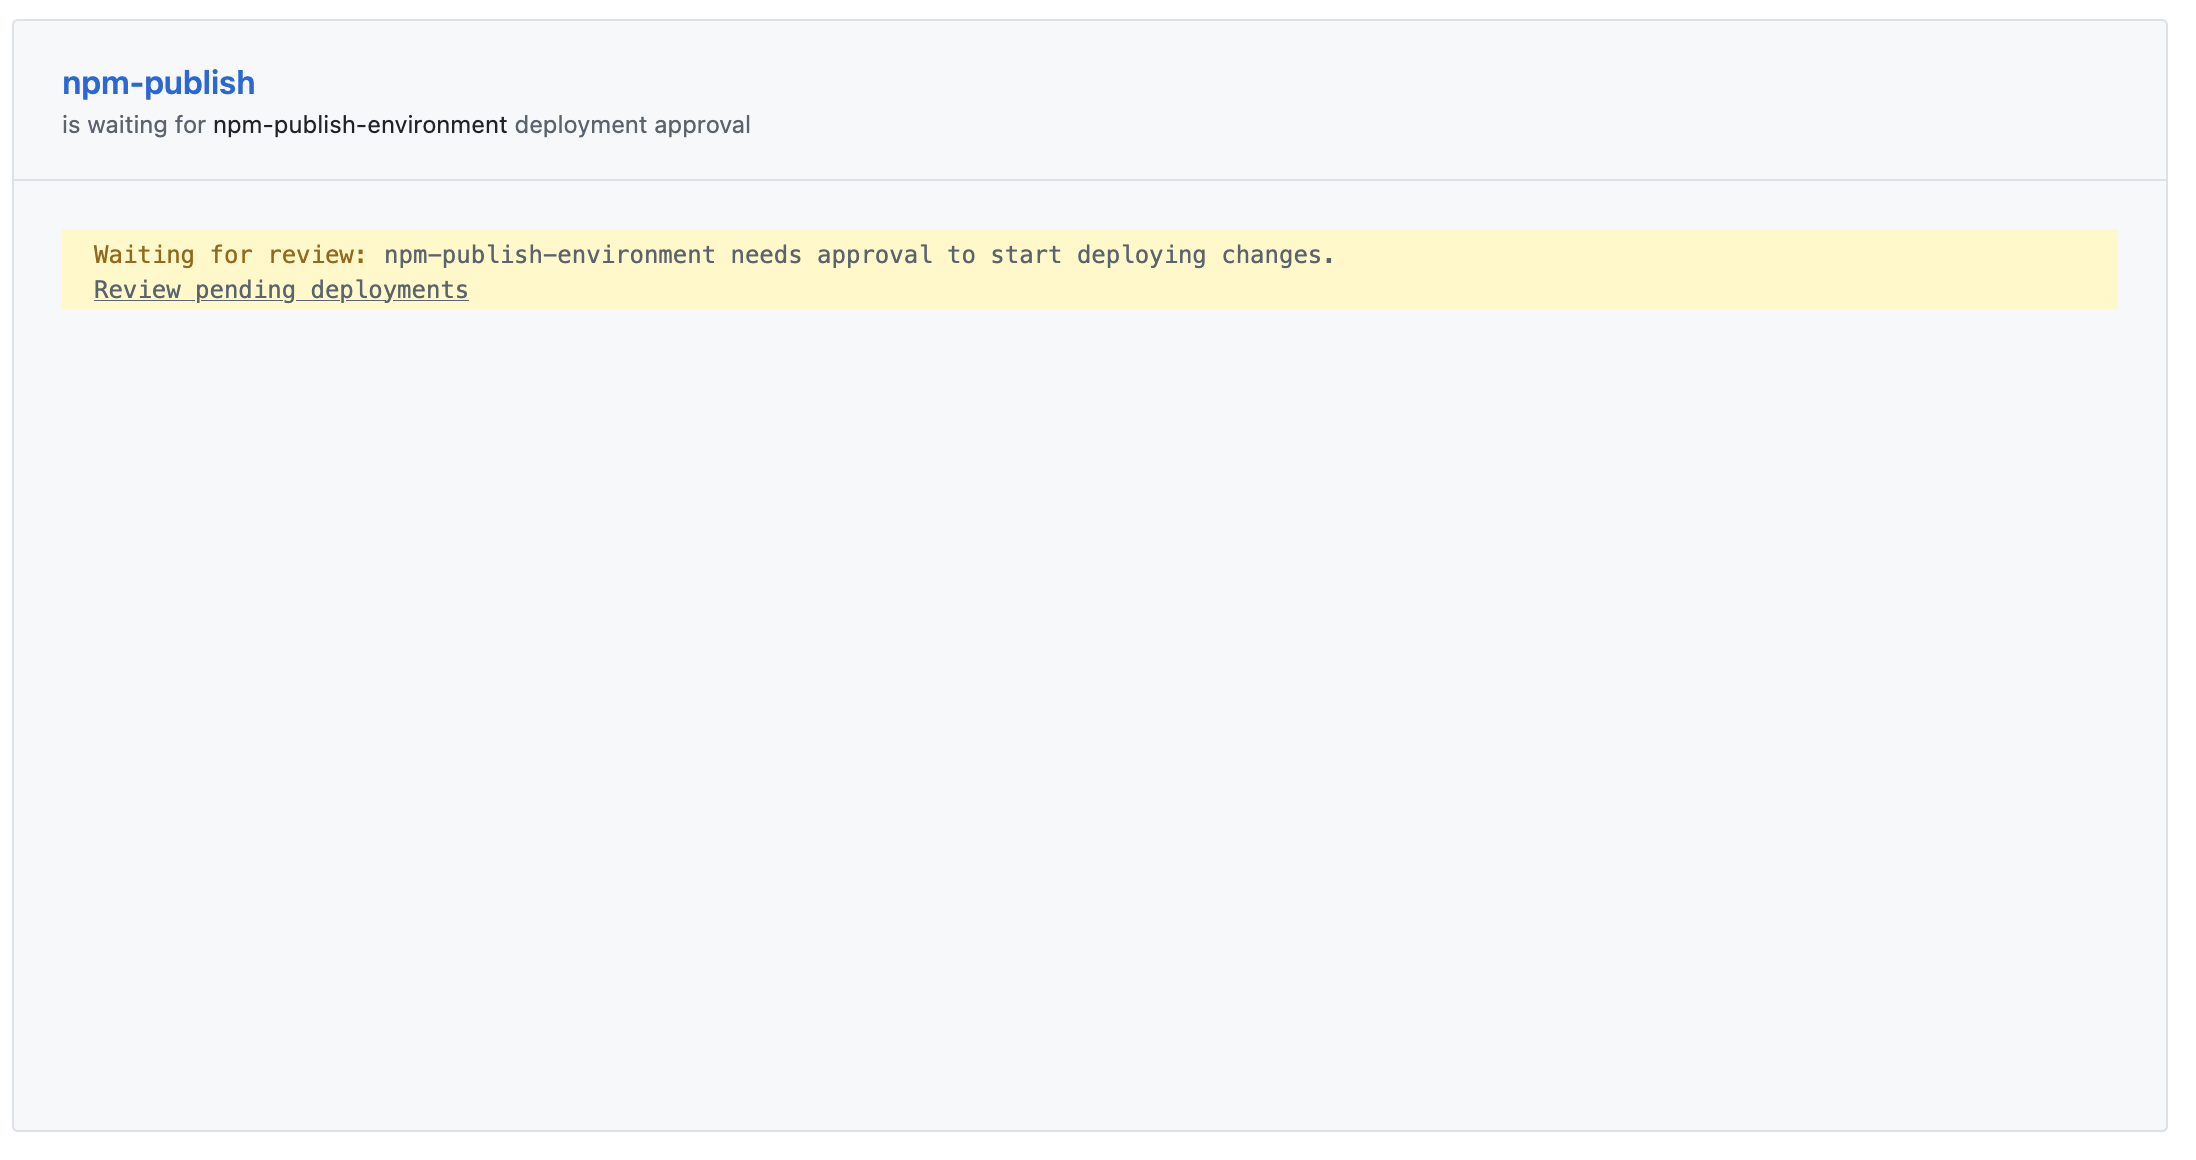 npm-publish
is waiting for npm-publish-environment deployment approval
Waiting for review: npm-publish-environment needs approval to start deploying changes.
Review pending deployments